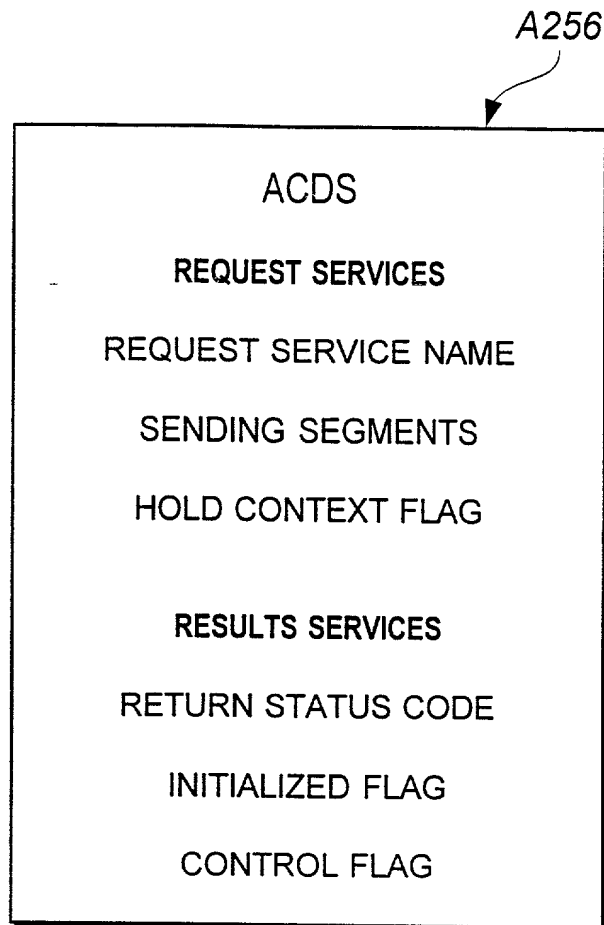 A256
ACDS
REQUEST SERVICES
REQUEST SERVICE NAME
SENDING SEGMENTS
HOLD CONTEXT FLAG
RESULTS SERVICES
RETURN STATUS CODE
INITIALIZED FLAG
CONTROL FLAG